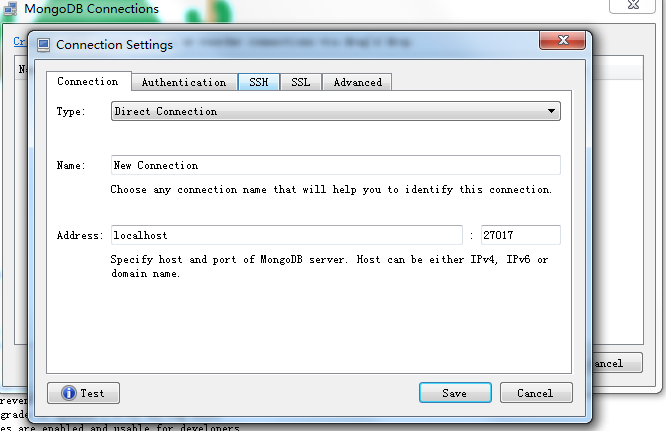 MongoDB Connections
Connection Settings
Connection Authentication SSH SSL Advanced
Type: Direct Connection
Name: New Connection
Choose any connection name that will help you to identify this connection.
Address: localhost : 27017
Specify host and port of MongoDB server. Host can be either IPv4, IPv6 or
domain name.
Test Save Cancel
ancel
rever
grade
es are enabled and usable for developers